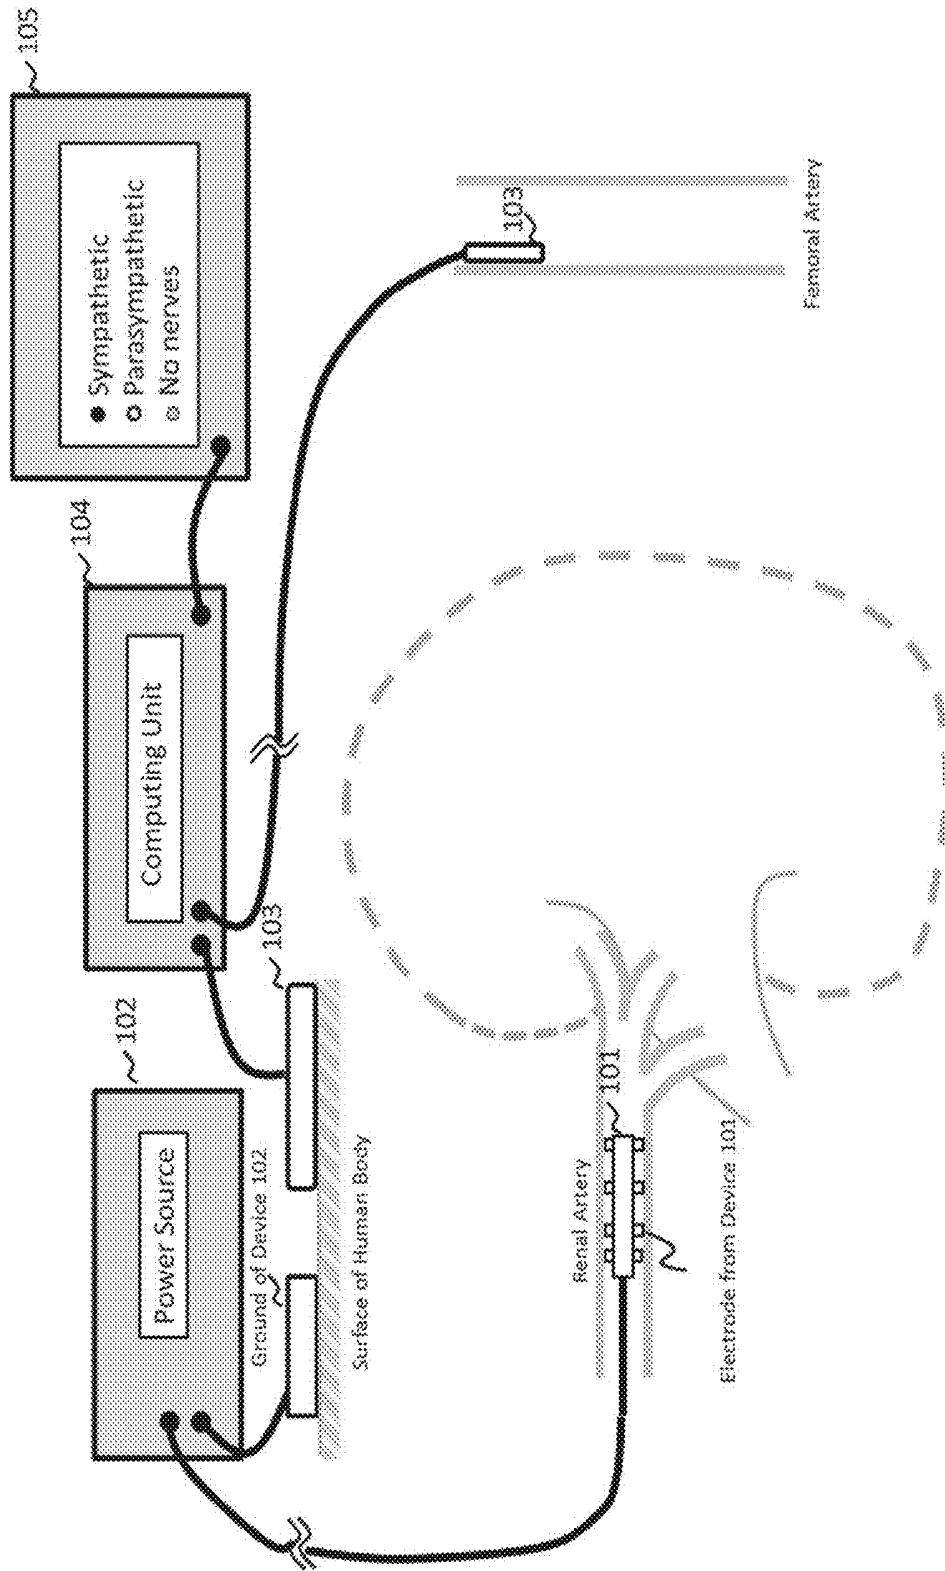 102
Power Source
Ground of Device 102
103
Surface of Human Body
104
Computing Unit
105
Sympathetic
Parasympathetic
No nerves
Renal Artery
101
Electrode from Device 101
103
Femoral Artery